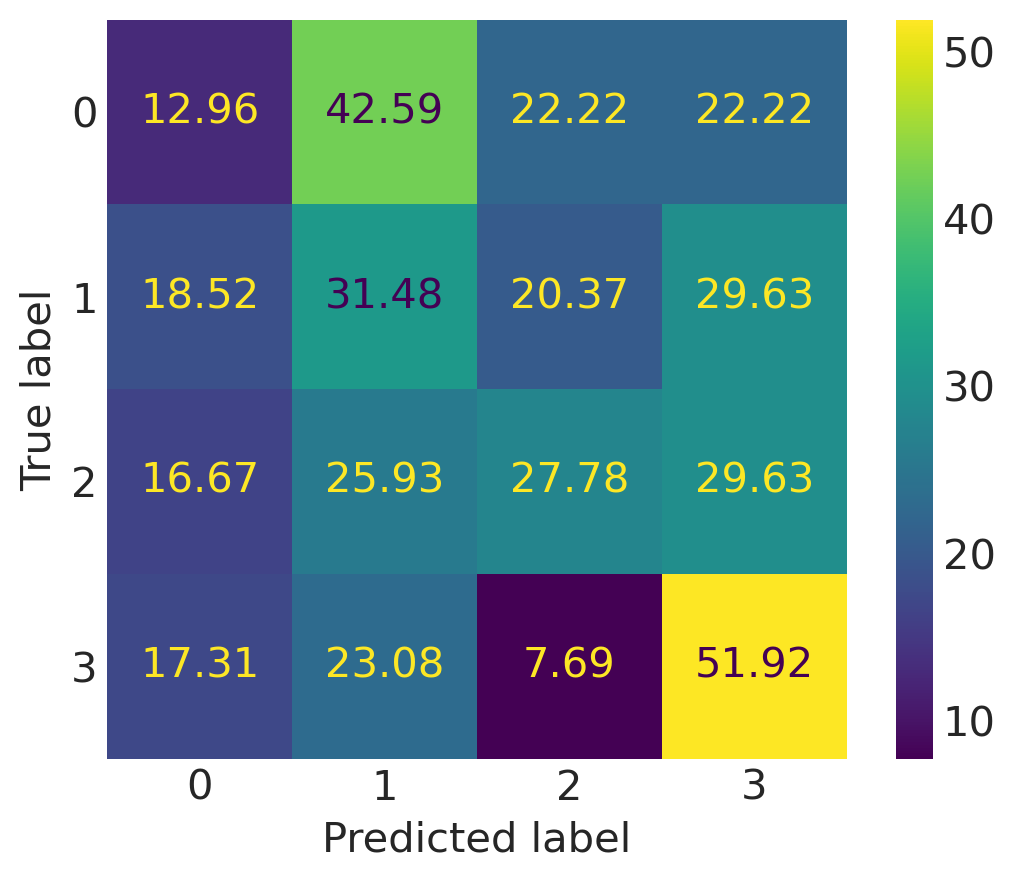 0 12.96 42.59 22.22 22.22
1 18.52 31.48 20.37 29.63
2 16.67 25.93 27.78 29.63
3 17.31 23.08 7.69 51.92
0 1 2 3
Predicted label
True label
50
40
30
20
10